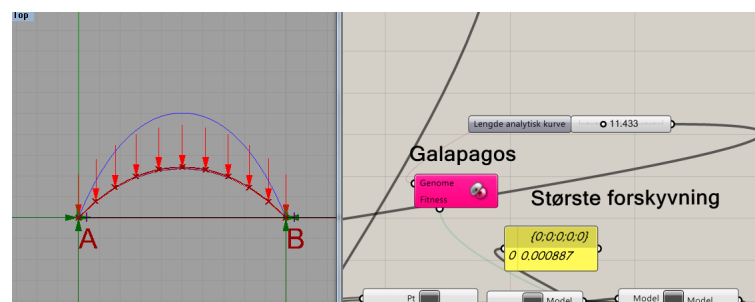 Top
A
B
Lengde analytisk kurve
11.433
Galapagos
Genome
Fitness
Største forskyvning
{0;0;0;0;0}
0 0,000887
Pt
Model
Model
Model